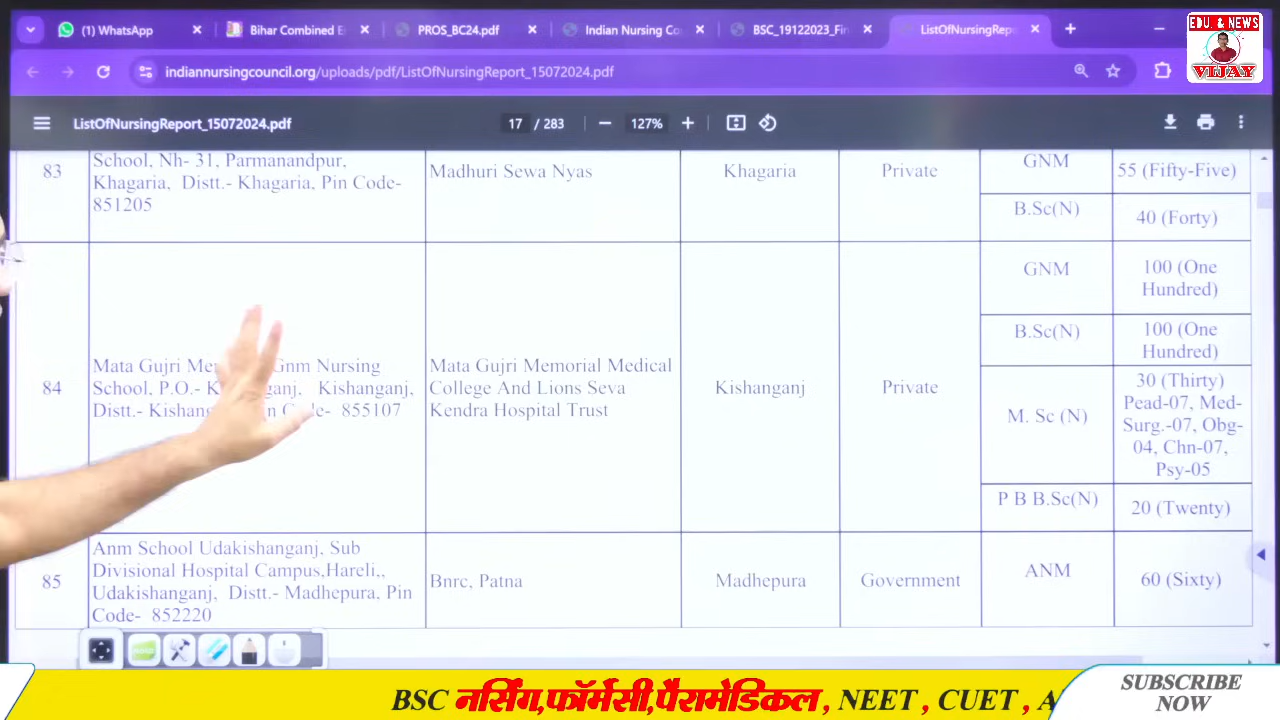 (1) WhatsApp
Bihar Combined E
PROS_BC24.pdf
Indian Nursing Co
BSC_19122023_Fin
ListOfNursingRepo
EDU. & NEWS
VIJAY
indiannursingcouncil.org/uploads/pdf/ListOfNursingReport_15072024.pdf
ListOfNursingReport_15072024.pdf
17 / 283
127%
83
School, Nh- 31, Parmanandpur,
Khagaria, Distt.- Khagaria, Pin Code-
851205
Madhuri Sewa Nyas
Khagaria
Private
GNM
55 (Fifty-Five)
B.Sc(N)
40 (Forty)
84
Mata Gujri Gnm Nursing
School, P.O.- Kishanganj,
Distt.- 855107
Mata Gujri Memorial Medical
College And Lions Seva
Kendra Hospital Trust
Kishanganj
Private
GNM
100 (One
Hundred)
B.Sc(N)
100 (One
Hundred)
M. Sc (N)
30 (Thirty)
Pead-07, Med-
Surg.-07, Obg-
04, Chn-07,
Psy-05
P B B.Sc(N)
20 (Twenty)
85
Anm School Udakishanganj, Sub
Divisional Hospital Campus,Hareli,,
Udakishanganj, Distt.- Madhepura, Pin
Code- 852220
Bnrc, Patna
Madhepura
Government
ANM
60 (Sixty)
BSC नर्सिंग,फॉर्मेसी,पैरामेडिकल , NEET , CUET , A
SUBSCRIBE
NOW